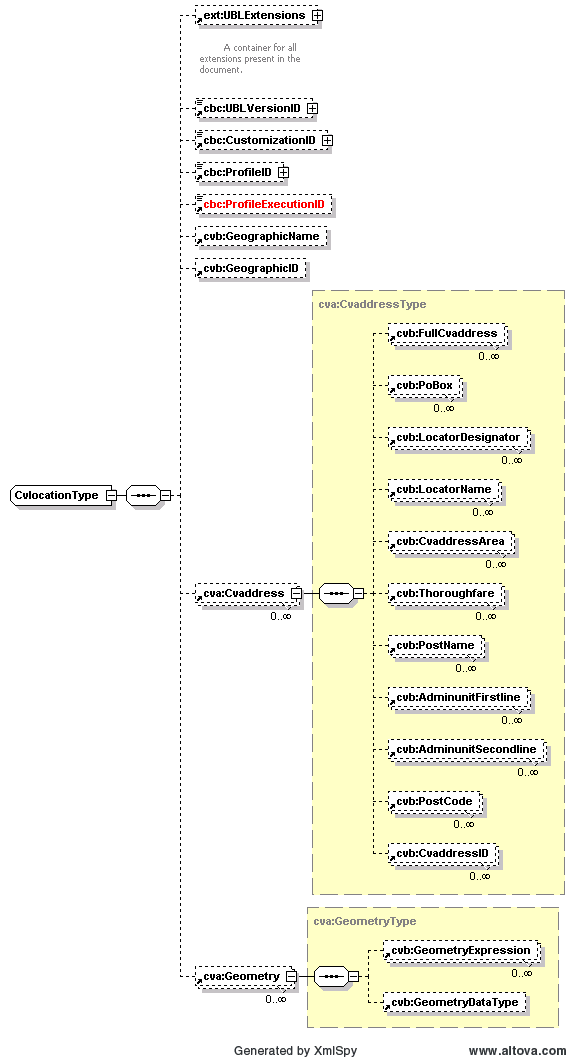 ext:UBLExtensions
A container for all
extensions present in the
document.
cbc:UBLVersionID
cbc:CustomizationID
cbc:ProfileID
cbc:ProfileExecutionID
cvb:GeographicName
cvb:GeographicID
cva:CvaddressType
cvb:FullCvaddress
0..∞
cvb:PoBox
0..∞
cvb:LocatorDesignator
0..∞
cvb:LocatorName
0..∞
CvlocationType
cvb:CvaddressArea
0..∞
cva:Cvaddress
0..∞
cvb:Thoroughfare
0..∞
cvb:PostName
0..∞
cvb:AdminunitFirstline
0..∞
cvb:AdminunitSecondline
0..∞
cvb:PostCode
0..∞
cvb:CvaddressID
0..∞
cva:GeometryType
cvb:GeometryExpression
0..∞
cva:Geometry
0..∞
cvb:GeometryDataType
Generated by XmlSpy www.altova.com